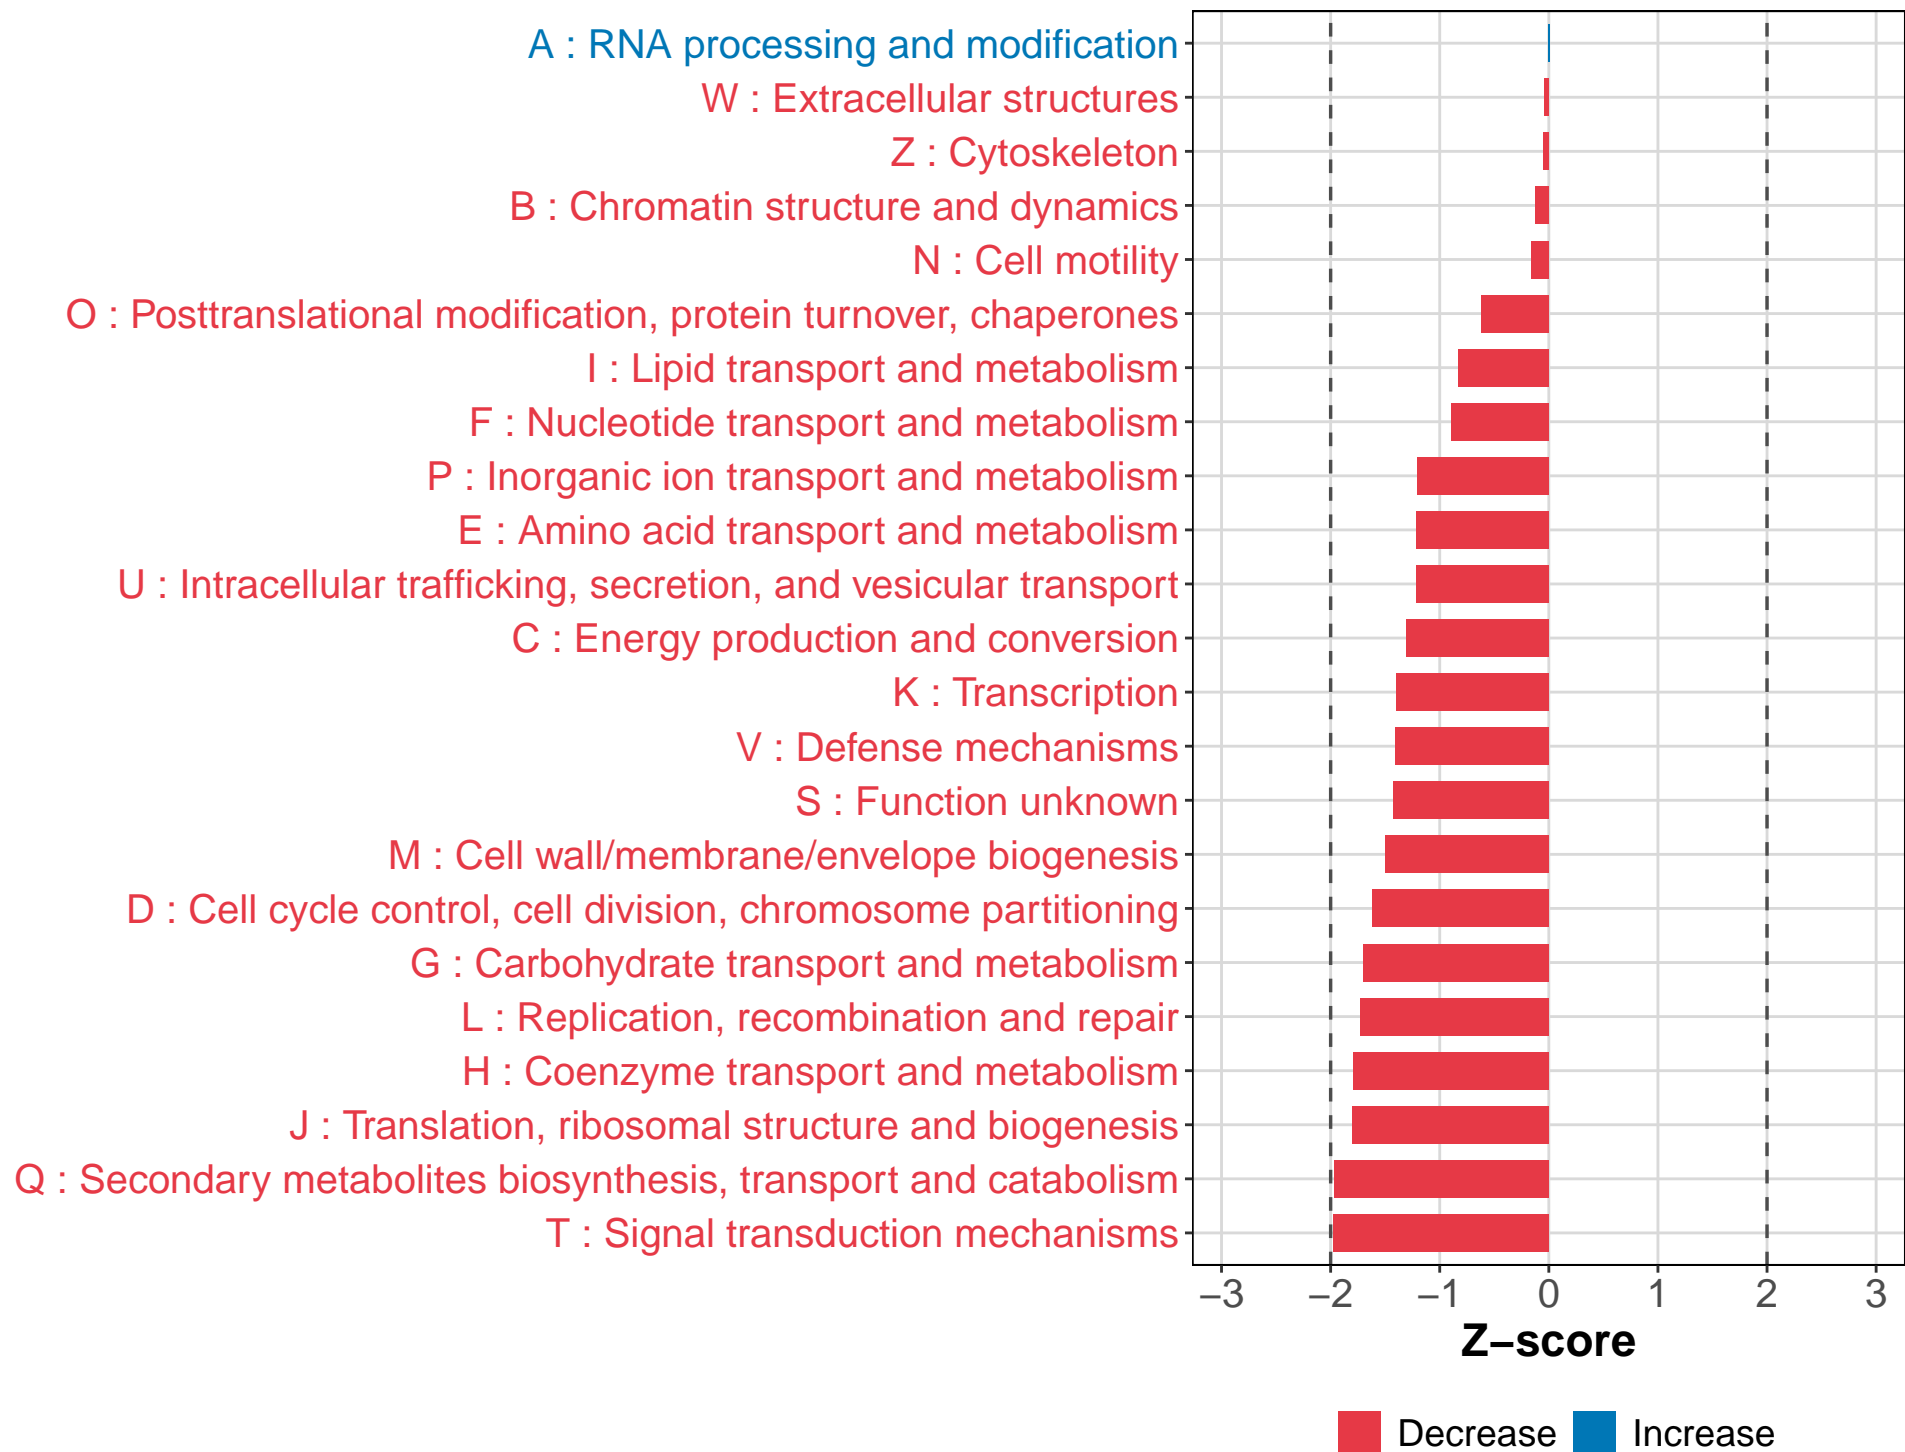 A : RNA processing and modification
W : Extracellular structures
Z : Cytoskeleton
B : Chromatin structure and dynamics
N : Cell motility
O : Posttranslational modification, protein turnover, chaperones
I : Lipid transport and metabolism
F : Nucleotide transport and metabolism
P : Inorganic ion transport and metabolism
E : Amino acid transport and metabolism
U : Intracellular trafficking, secretion, and vesicular transport
C : Energy production and conversion
K : Transcription
V : Defense mechanisms
S : Function unknown
M : Cell wall/membrane/envelope biogenesis
D : Cell cycle control, cell division, chromosome partitioning
G : Carbohydrate transport and metabolism
L : Replication, recombination and repair
H : Coenzyme transport and metabolism
J : Translation, ribosomal structure and biogenesis
Q : Secondary metabolites biosynthesis, transport and catabolism
T : Signal transduction mechanisms
−3 −2 −1 0 1 2 3
Z−score
Decrease Increase